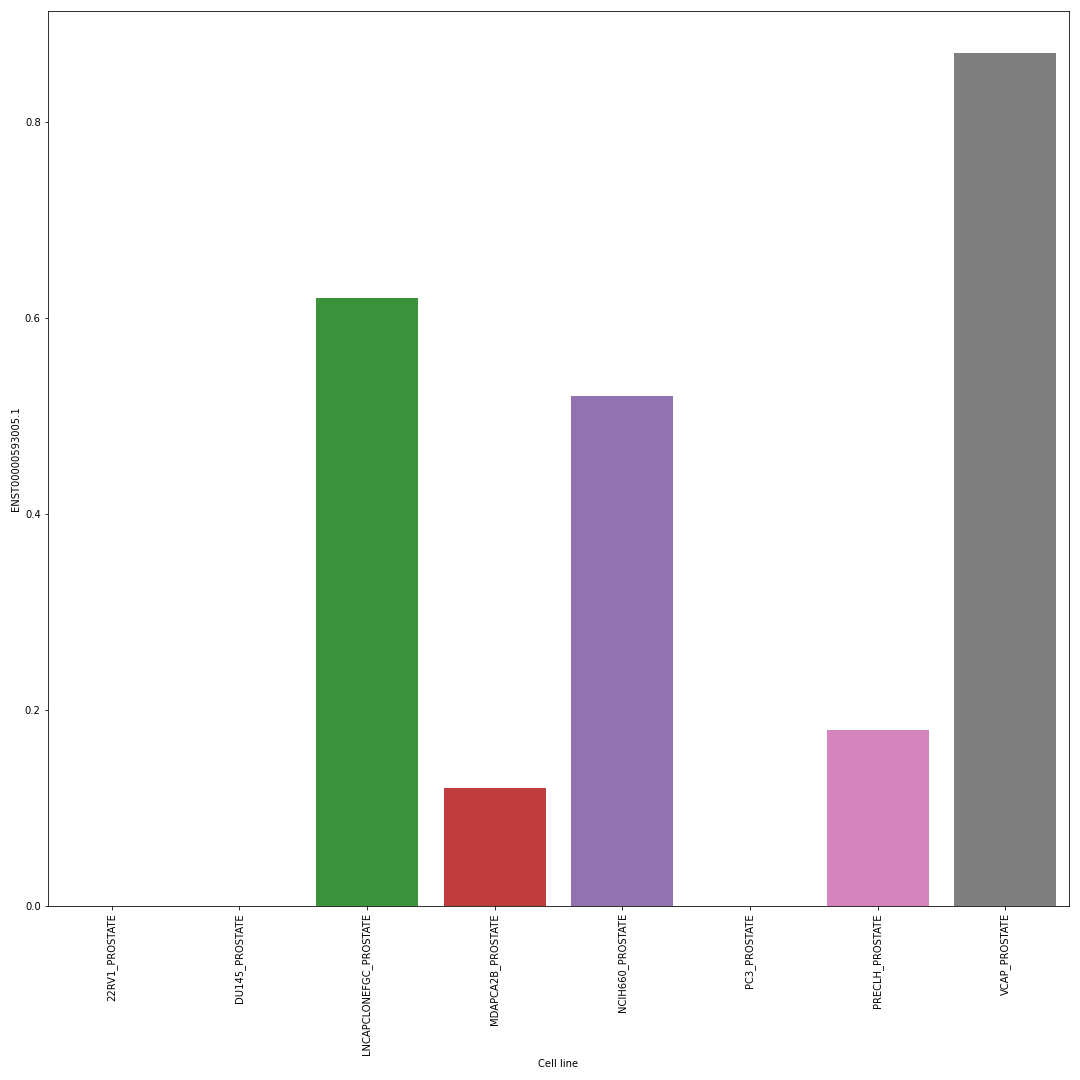 ENST00000593005.1
0.8
0.6
0.4
0.2
0.0
22RV1_PROSTATE
DU145_PROSTATE
LNCAPCLONEFGC_PROSTATE
MDAPCA2B_PROSTATE
NCIH660_PROSTATE
PC3_PROSTATE
PRECLH_PROSTATE
VCAP_PROSTATE
Cell line